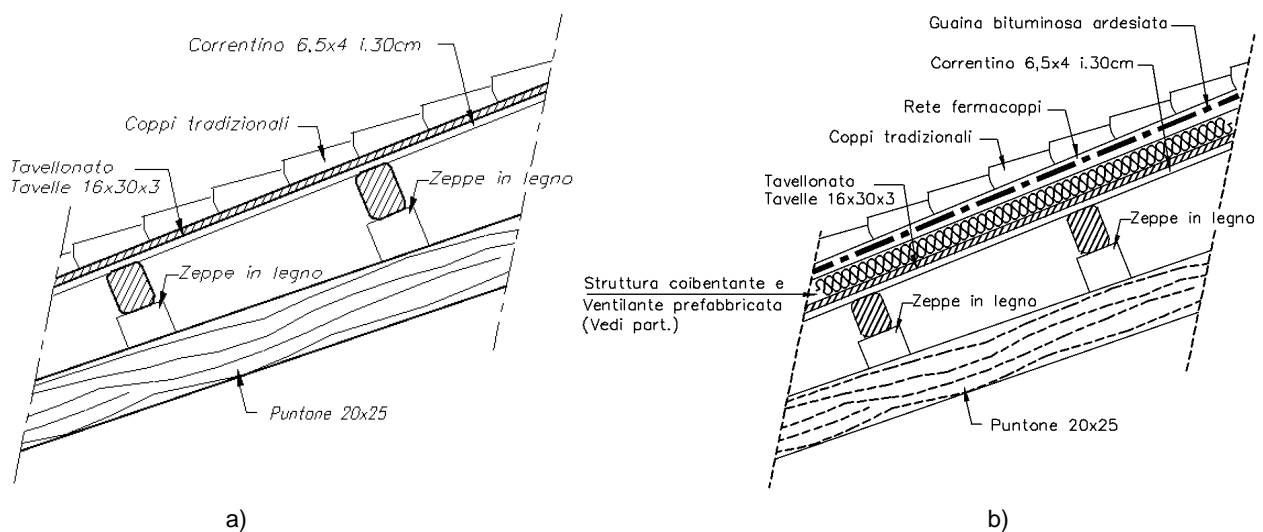 Correntino 6,5x4 i.30cm
Coppi tradizionali
Tavellonato
Tavelle 16x30x3
Zeppe in legno
Zeppe in legno
Puntone 20x25
a)
Guaina bituminosa ardesiata
Correntino 6,5x4 i.30cm
Rete fermacoppi
Coppi tradizionali
Tavellonato
Tavelle 16x30x3
Zeppe in legno
Struttura coibentante e
Ventilante prefabbricata
(Vedi part.)
Zeppe in legno
Puntone 20x25
b)